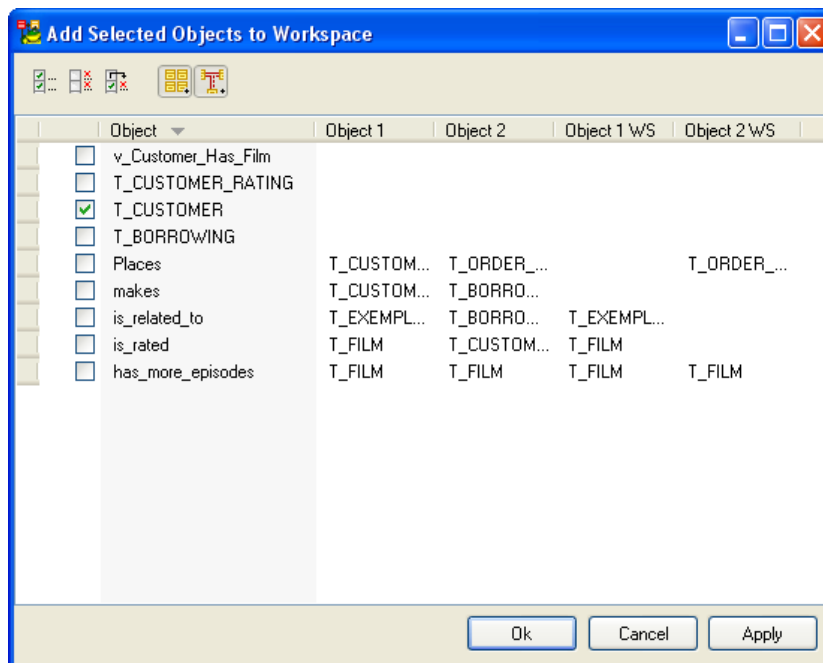 Add Selected Objects to Workspace
Object Object 1 Object 2 Object 1 WS Object 2 WS
v_Customer_Has_Film
T_CUSTOMER_RATING
T_CUSTOMER
T_BORROWING
Places T_CUSTOM... T_ORDER_... T_ORDER_...
makes T_CUSTOM... T_BORRO...
is_related_to T_EXEMPL... T_BORRO... T_EXEMPL...
is_rated T_FILM T_CUSTOM... T_FILM
has_more_episodes T_FILM T_FILM T_FILM T_FILM
Ok Cancel Apply